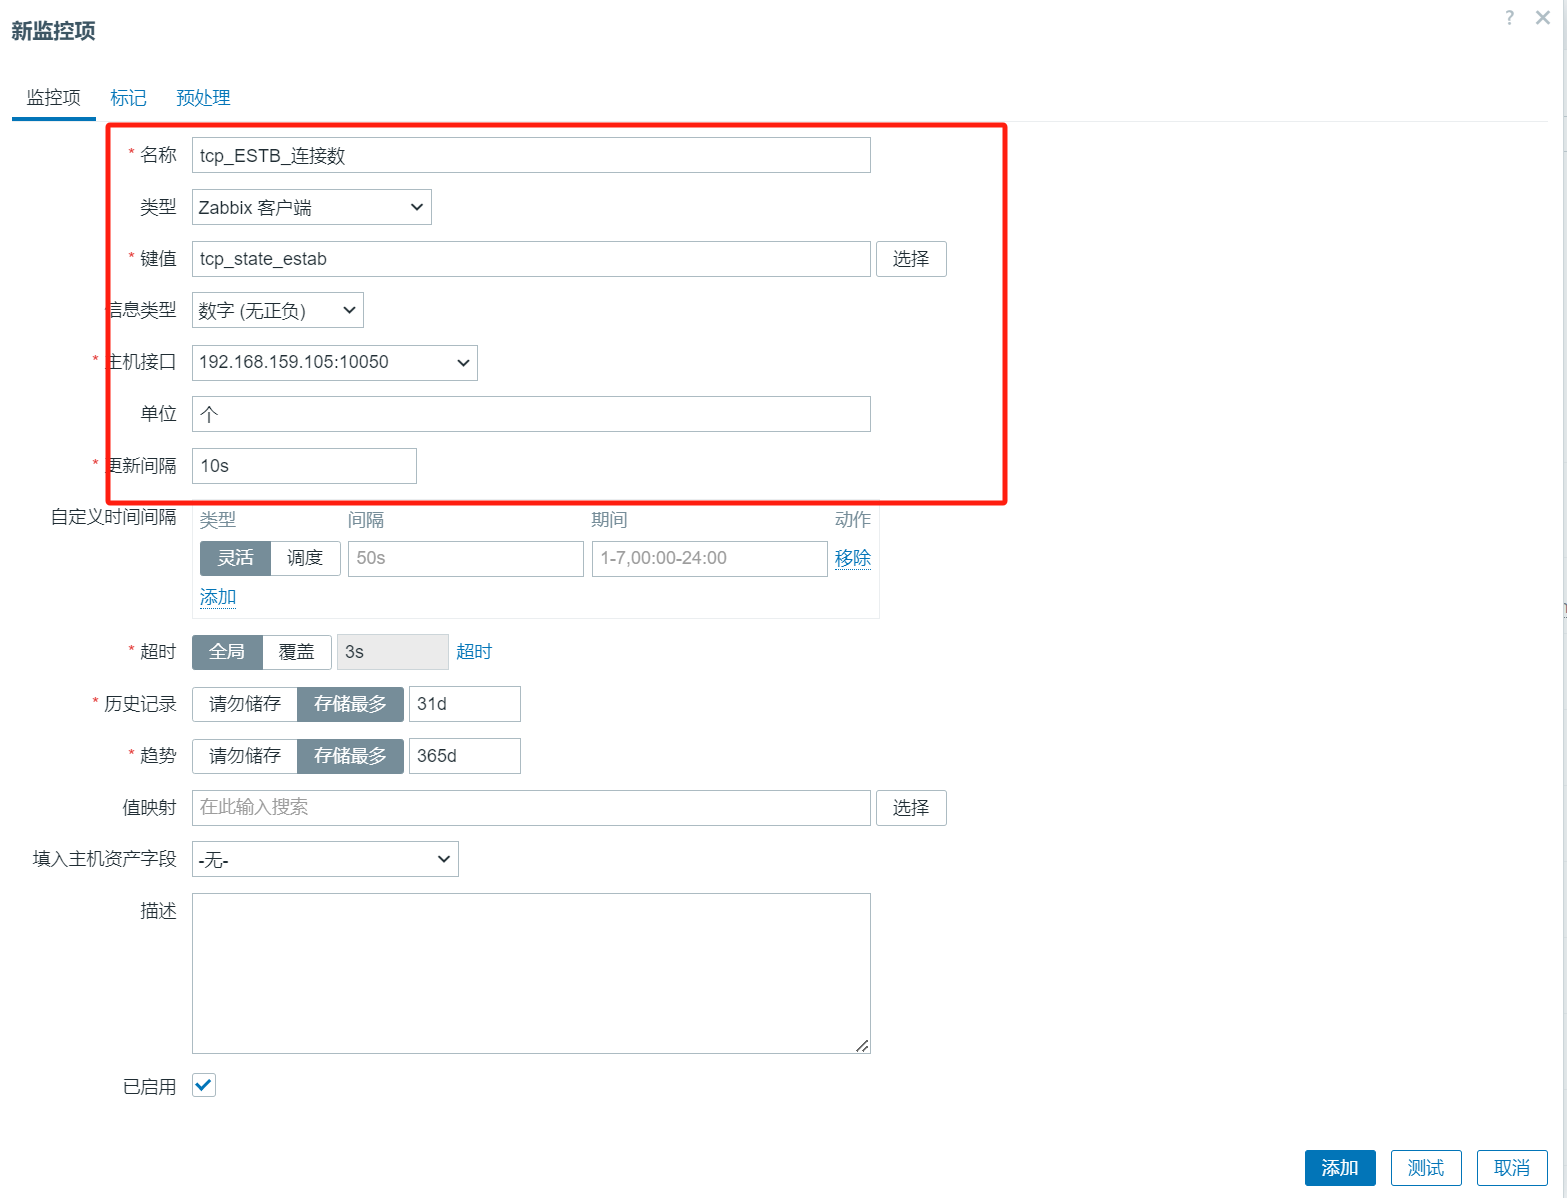 新监控项
?
监控项 标记 预处理
* 名称 tcp_ESTB_连接数
类型 Zabbix 客户端
* 键值 tcp_state_estab 选择
信息类型 数字 (无正负)
* 主机接口 192.168.159.105:10050
单位 个
* 更新间隔 10s
自定义时间间隔 类型 间隔 期间 动作
灵活 调度 50s 1-7,00:00-24:00 移除
添加
* 超时 全局 覆盖 3s 超时
* 历史记录 请勿储存 存储最多 31d
* 趋势 请勿储存 存储最多 365d
值映射 在此输入搜索 选择
填入主机资产字段 -无-
描述
已启用
添加 测试 取消